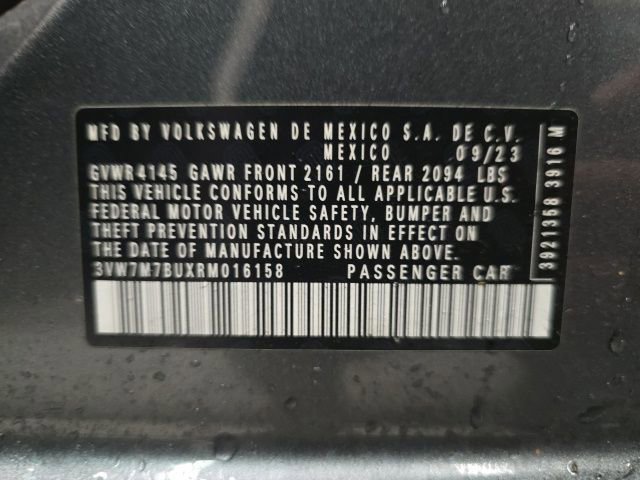 MFD BY VOLKSWAGEN DE MEXICO S.A. DE C.V.
MEXICO 09/23
GVWR4145 GAWR FRONT 2161 / REAR 2094 LBS
THIS VEHICLE CONFORMS TO ALL APPLICABLE U.S.
FEDERAL MOTOR VEHICLE SAFETY, BUMPER AND
THEFT PREVENTION STANDARDS IN EFFECT ON
THE DATE OF MANUFACTURE SHOWN ABOVE.
3VW7M7BUXRM016158 PASSENGER CAR
3921358 3916 M